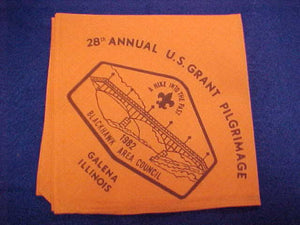 28th ANNUAL U.S. GRANT PILGRIMAGE
A HIKE INTO THE PAST
1982
BLACKHAWK AREA COUNCIL
GALENA
ILLINOIS